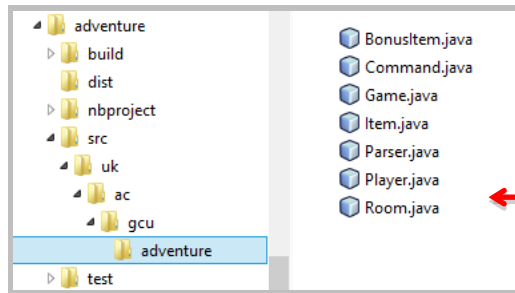 adventure
build
dist
nbproject
src
uk
ac
gcu
adventure
test
BonusItem.java
Command.java
Game.java
Item.java
Parser.java
Player.java
Room.java